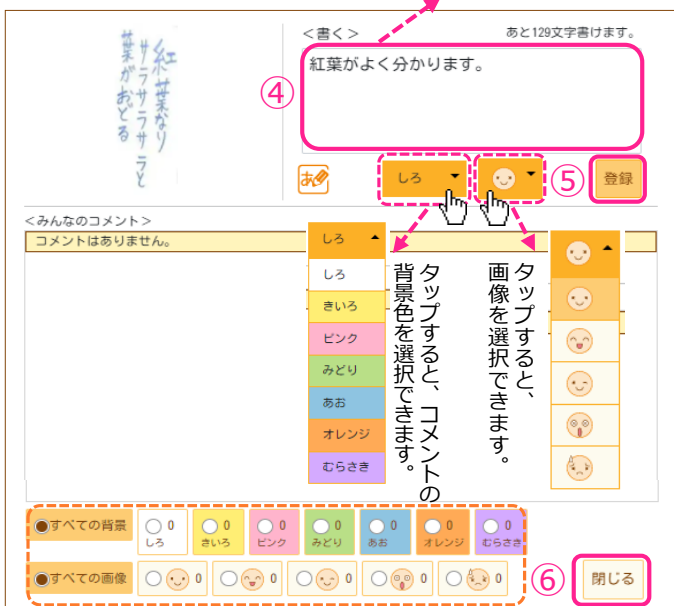 紅葉なり
サラサラサラと
葉がおどる
<書く>
あと129文字書けます。
④
紅葉がよく分かります。
あ
しろ
⑤
登録
<みんなのコメント>
コメントはありません。
しろ
しろ
きいろ
ピンク
みどり
あお
オレンジ
むらさき
タップすると、コメントの
背景色を選択できます。
タップすると、
画像を選択できます。
すべての背景
0
しろ
0
きいろ
0
ピンク
0
みどり
0
あお
0
オレンジ
0
むらさき
すべての画像
0
0
0
0
0
⑥
閉じる